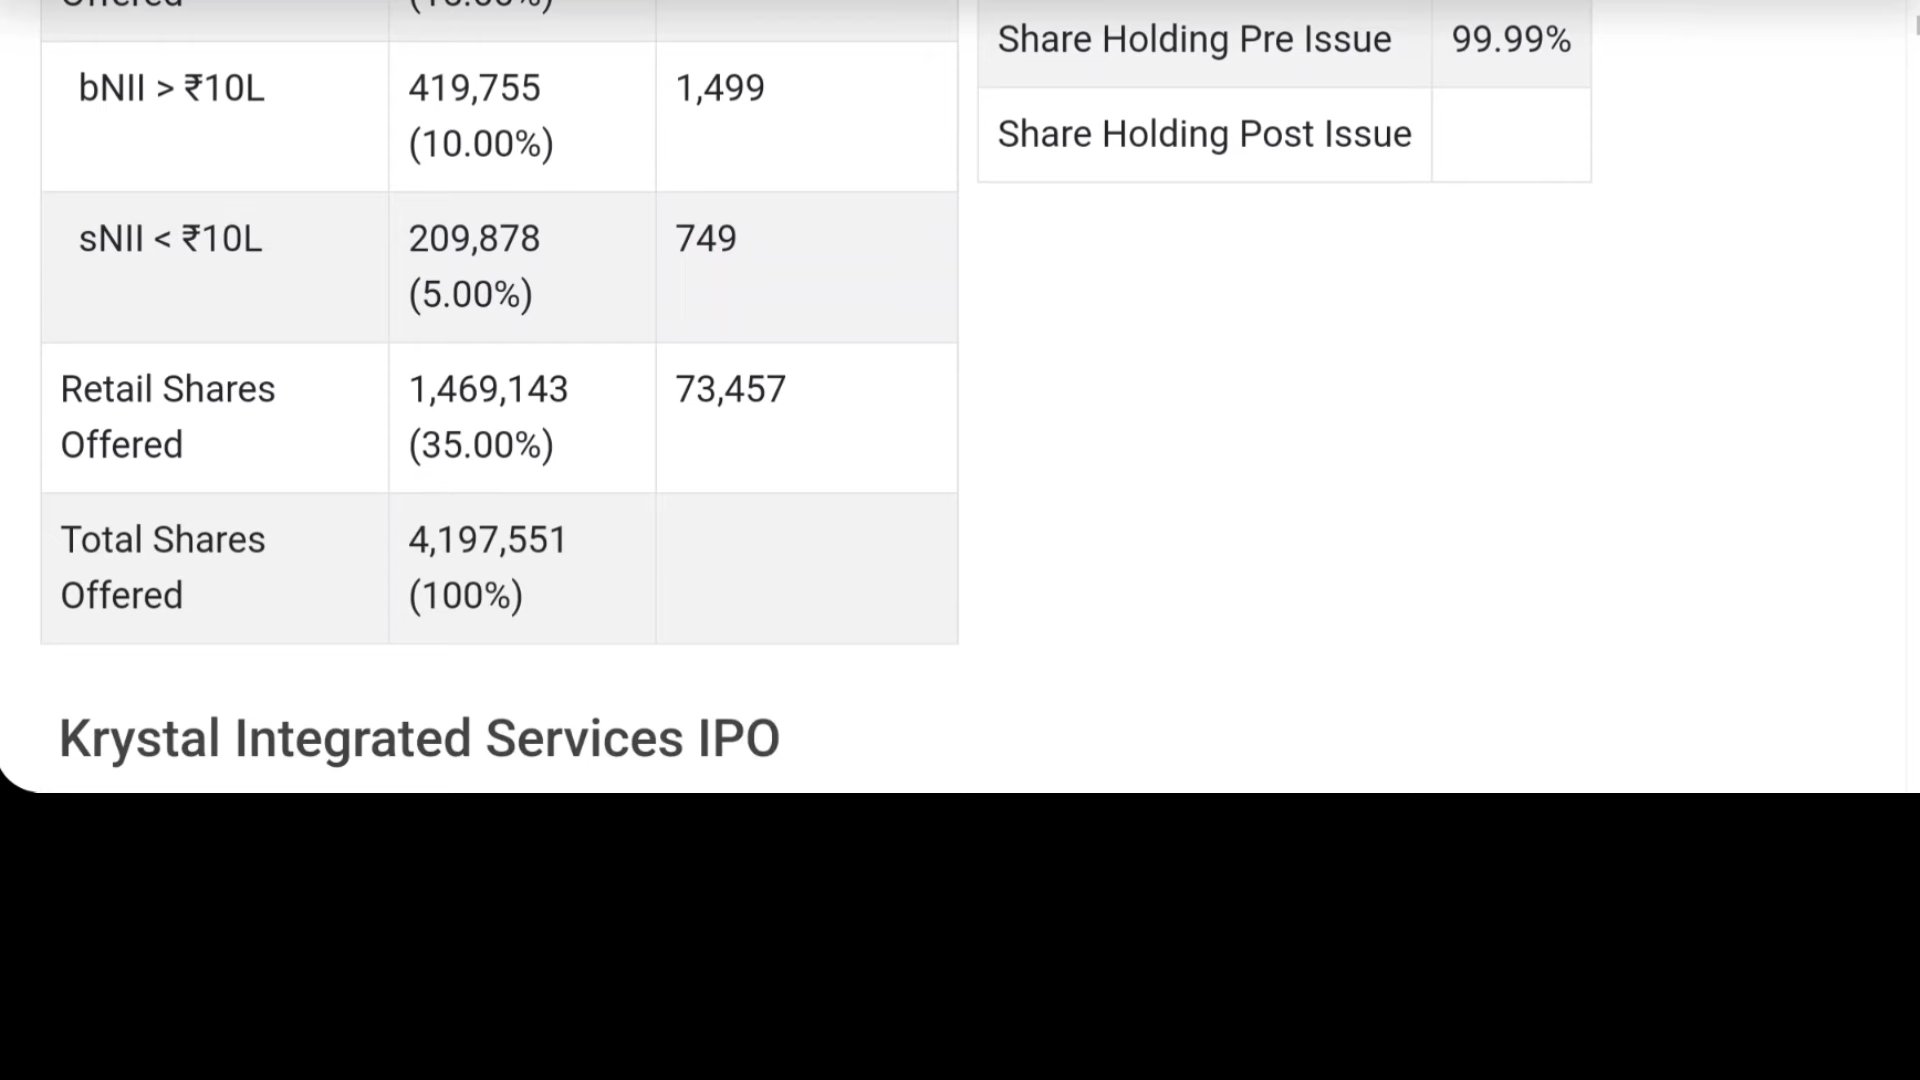 Offered
bNII > ₹10L 419,755 1,499
(10.00%)
sNII < ₹10L 209,878 749
(5.00%)
Retail Shares 1,469,143 73,457
Offered (35.00%)
Total Shares 4,197,551
Offered (100%)
Share Holding Pre Issue 99.99%
Share Holding Post Issue
Krystal Integrated Services IPO